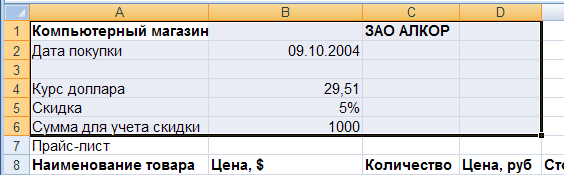 A B C D
1 Компьютерный магазин ЗАО АЛКОР
2 Дата покупки 09.10.2004
3
4 Курс доллара 29,51
5 Скидка 5%
6 Сумма для учета скидки 1000
7 Прайс-лист
8 Наименование товара Цена, $ Количество Цена, руб Сто